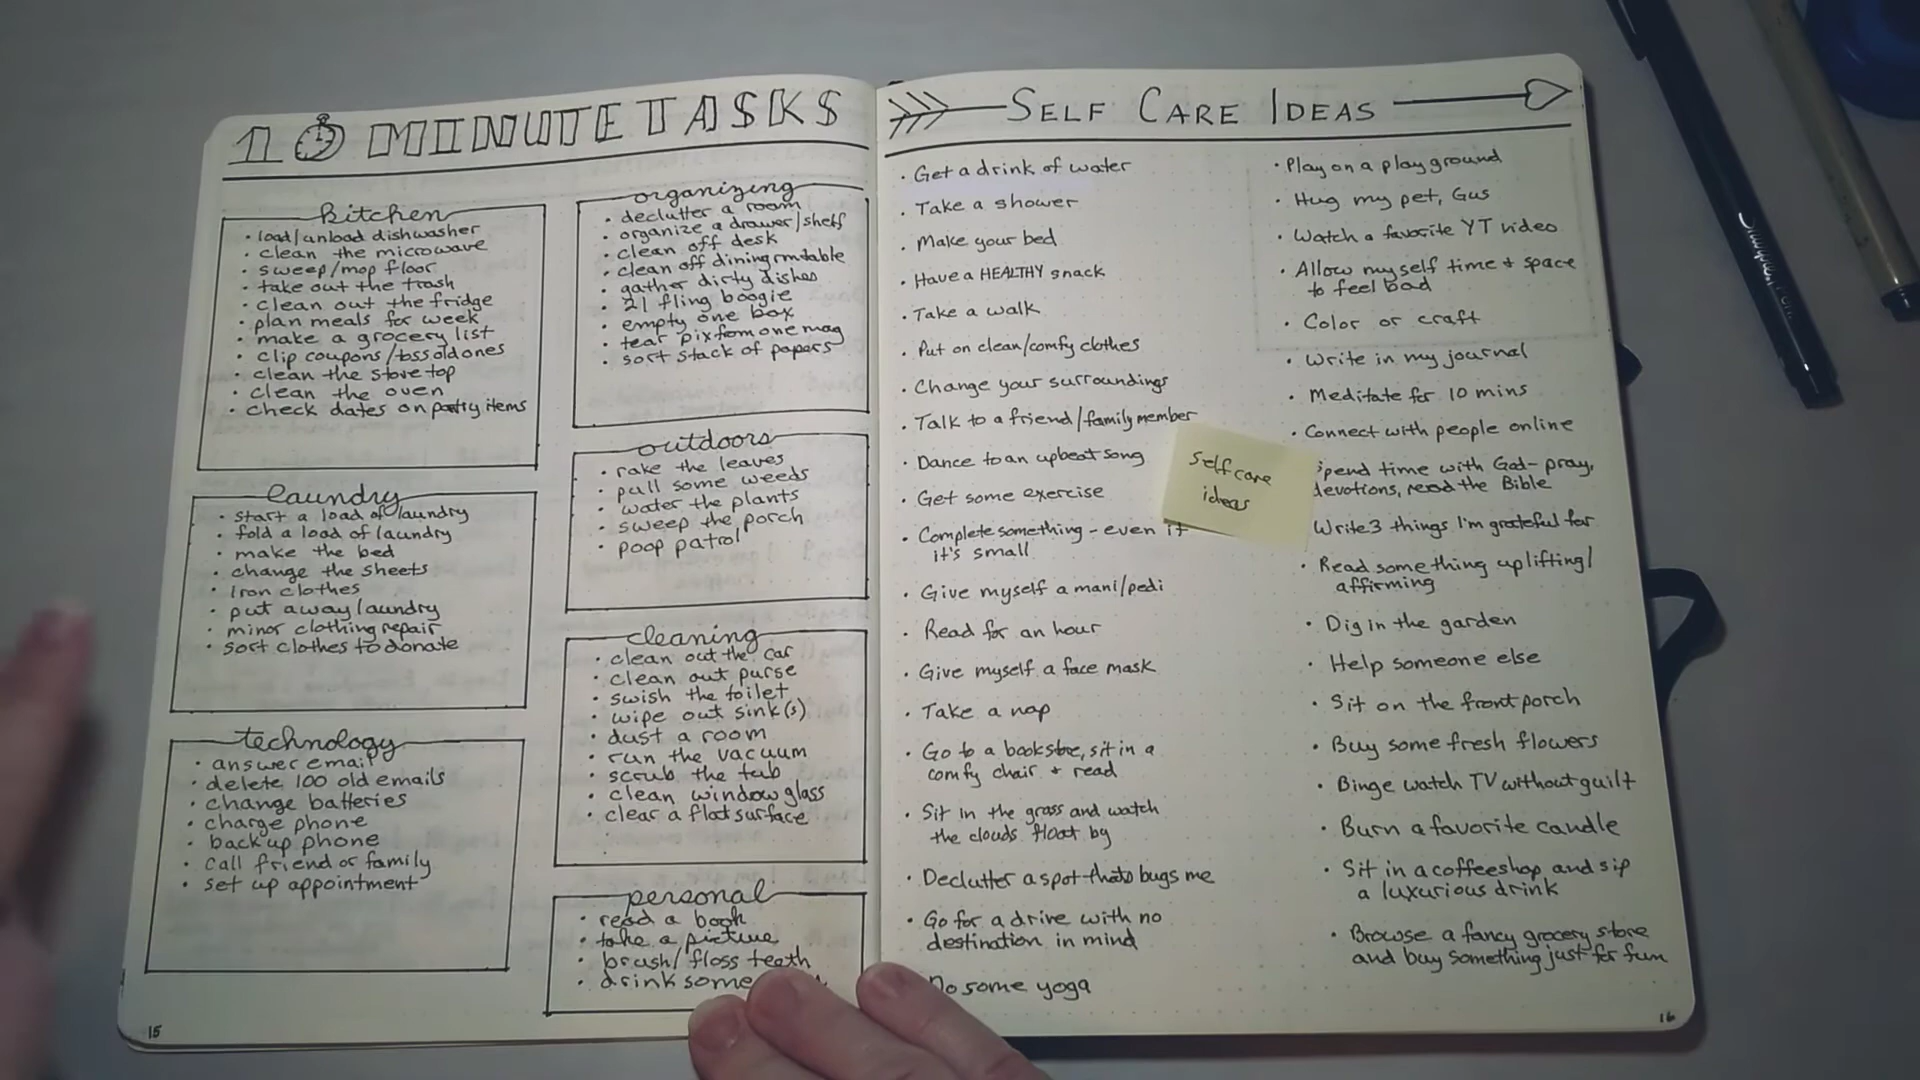 10 MINUTE TASKS
kitchen
• load/unload dishwasher
• clean the microwave
• sweep/mop floor
• take out the trash
• clean out the fridge
• plan meals for week
• make a grocery list
• clip coupons/toss old ones
• clean the stove top
• clean the oven
• check dates on pantry items
laundry
• start a load of laundry
• fold a load of laundry
• make the bed
• change the sheets
• Iron clothes
• put away laundry
• minor clothing repair
• sort clothes to donate
technology
• answer email
• delete 100 old emails
• change batteries
• charge phone
• back up phone
• call friend or family
• set up appointment
organizing
• declutter a room
• organize a drawer/shelf
• clean off desk
• clean off dining rm table
• gather dirty dishes
• 21 fling boogie
• empty one box
• tear pix from one mag
• sort stack of papers
outdoors
• rake the leaves
• pull some weeds
• water the plants
• sweep the porch
• poop patrol
cleaning
• clean out the car
• clean out purse
• swish the toilet
• wipe out sink(s)
• dust a room
• run the vacuum
• scrub the tub
• clean window glass
• clear a flat surface
personal
• read a book
• take a picture
• brush/floss teeth
• drink some
15
SELF CARE IDEAS
• Get a drink of water
• Take a shower
• Make your bed
• Have a HEALTHY snack
• Take a walk
• Put on clean/comfy clothes
• Change your surroundings
• Talk to a friend/family member
• Dance to an upbeat song
• Get some exercise
• Complete something - even if
it's small
• Give myself a mani/pedi
• Read for an hour
• Give myself a face mask
• Take a nap
• Go to a bookstore, sit in a
comfy chair + read
• Sit in the grass and watch
the clouds float by
• Declutter a spot that bugs me
• Go for a drive with no
destination in mind
Do some yoga
self care
ideas
• Play on a playground
• Hug my pet, Gus
• Watch a favorite YT video
• Allow myself time + space
to feel bad
• Color or craft
• Write in my journal
• Meditate for 10 mins
• Connect with people online
Spend time with God - pray,
devotions, read the Bible
Write 3 things I'm grateful for
• Read something uplifting/
affirming
• Dig in the garden
• Help someone else
• Sit on the front porch
• Buy some fresh flowers
• Binge watch TV without guilt
• Burn a favorite candle
• Sit in a coffeeshop and sip
a luxurious drink
• Browse a fancy grocery store
and buy something just for fun
16